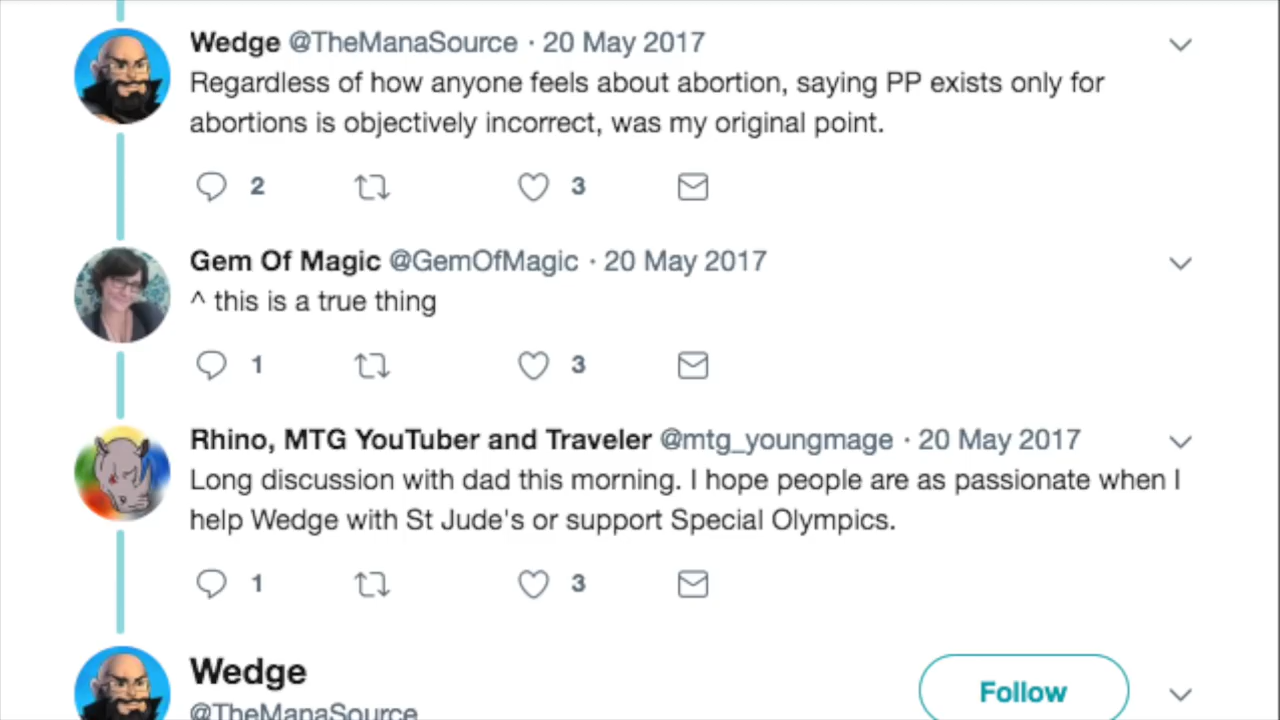 Wedge @TheManaSource · 20 May 2017
Regardless of how anyone feels about abortion, saying PP exists only for
abortions is objectively incorrect, was my original point.
2 3
Gem Of Magic @GemOfMagic · 20 May 2017
^ this is a true thing
1 3
Rhino, MTG YouTuber and Traveler @mtg_youngmage · 20 May 2017
Long discussion with dad this morning. I hope people are as passionate when I
help Wedge with St Jude's or support Special Olympics.
1 3
Wedge
Follow
@TheManaSource